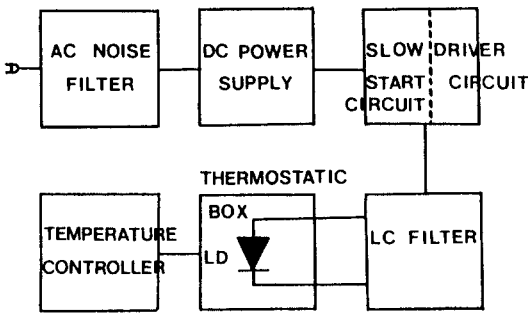 AC NOISE
FILTER
DC POWER
SUPPLY
SLOW
START
CIRCUIT
DRIVER
CIRCUIT
TEMPERATURE
CONTROLLER
THERMOSTATIC
BOX
LD
LC FILTER